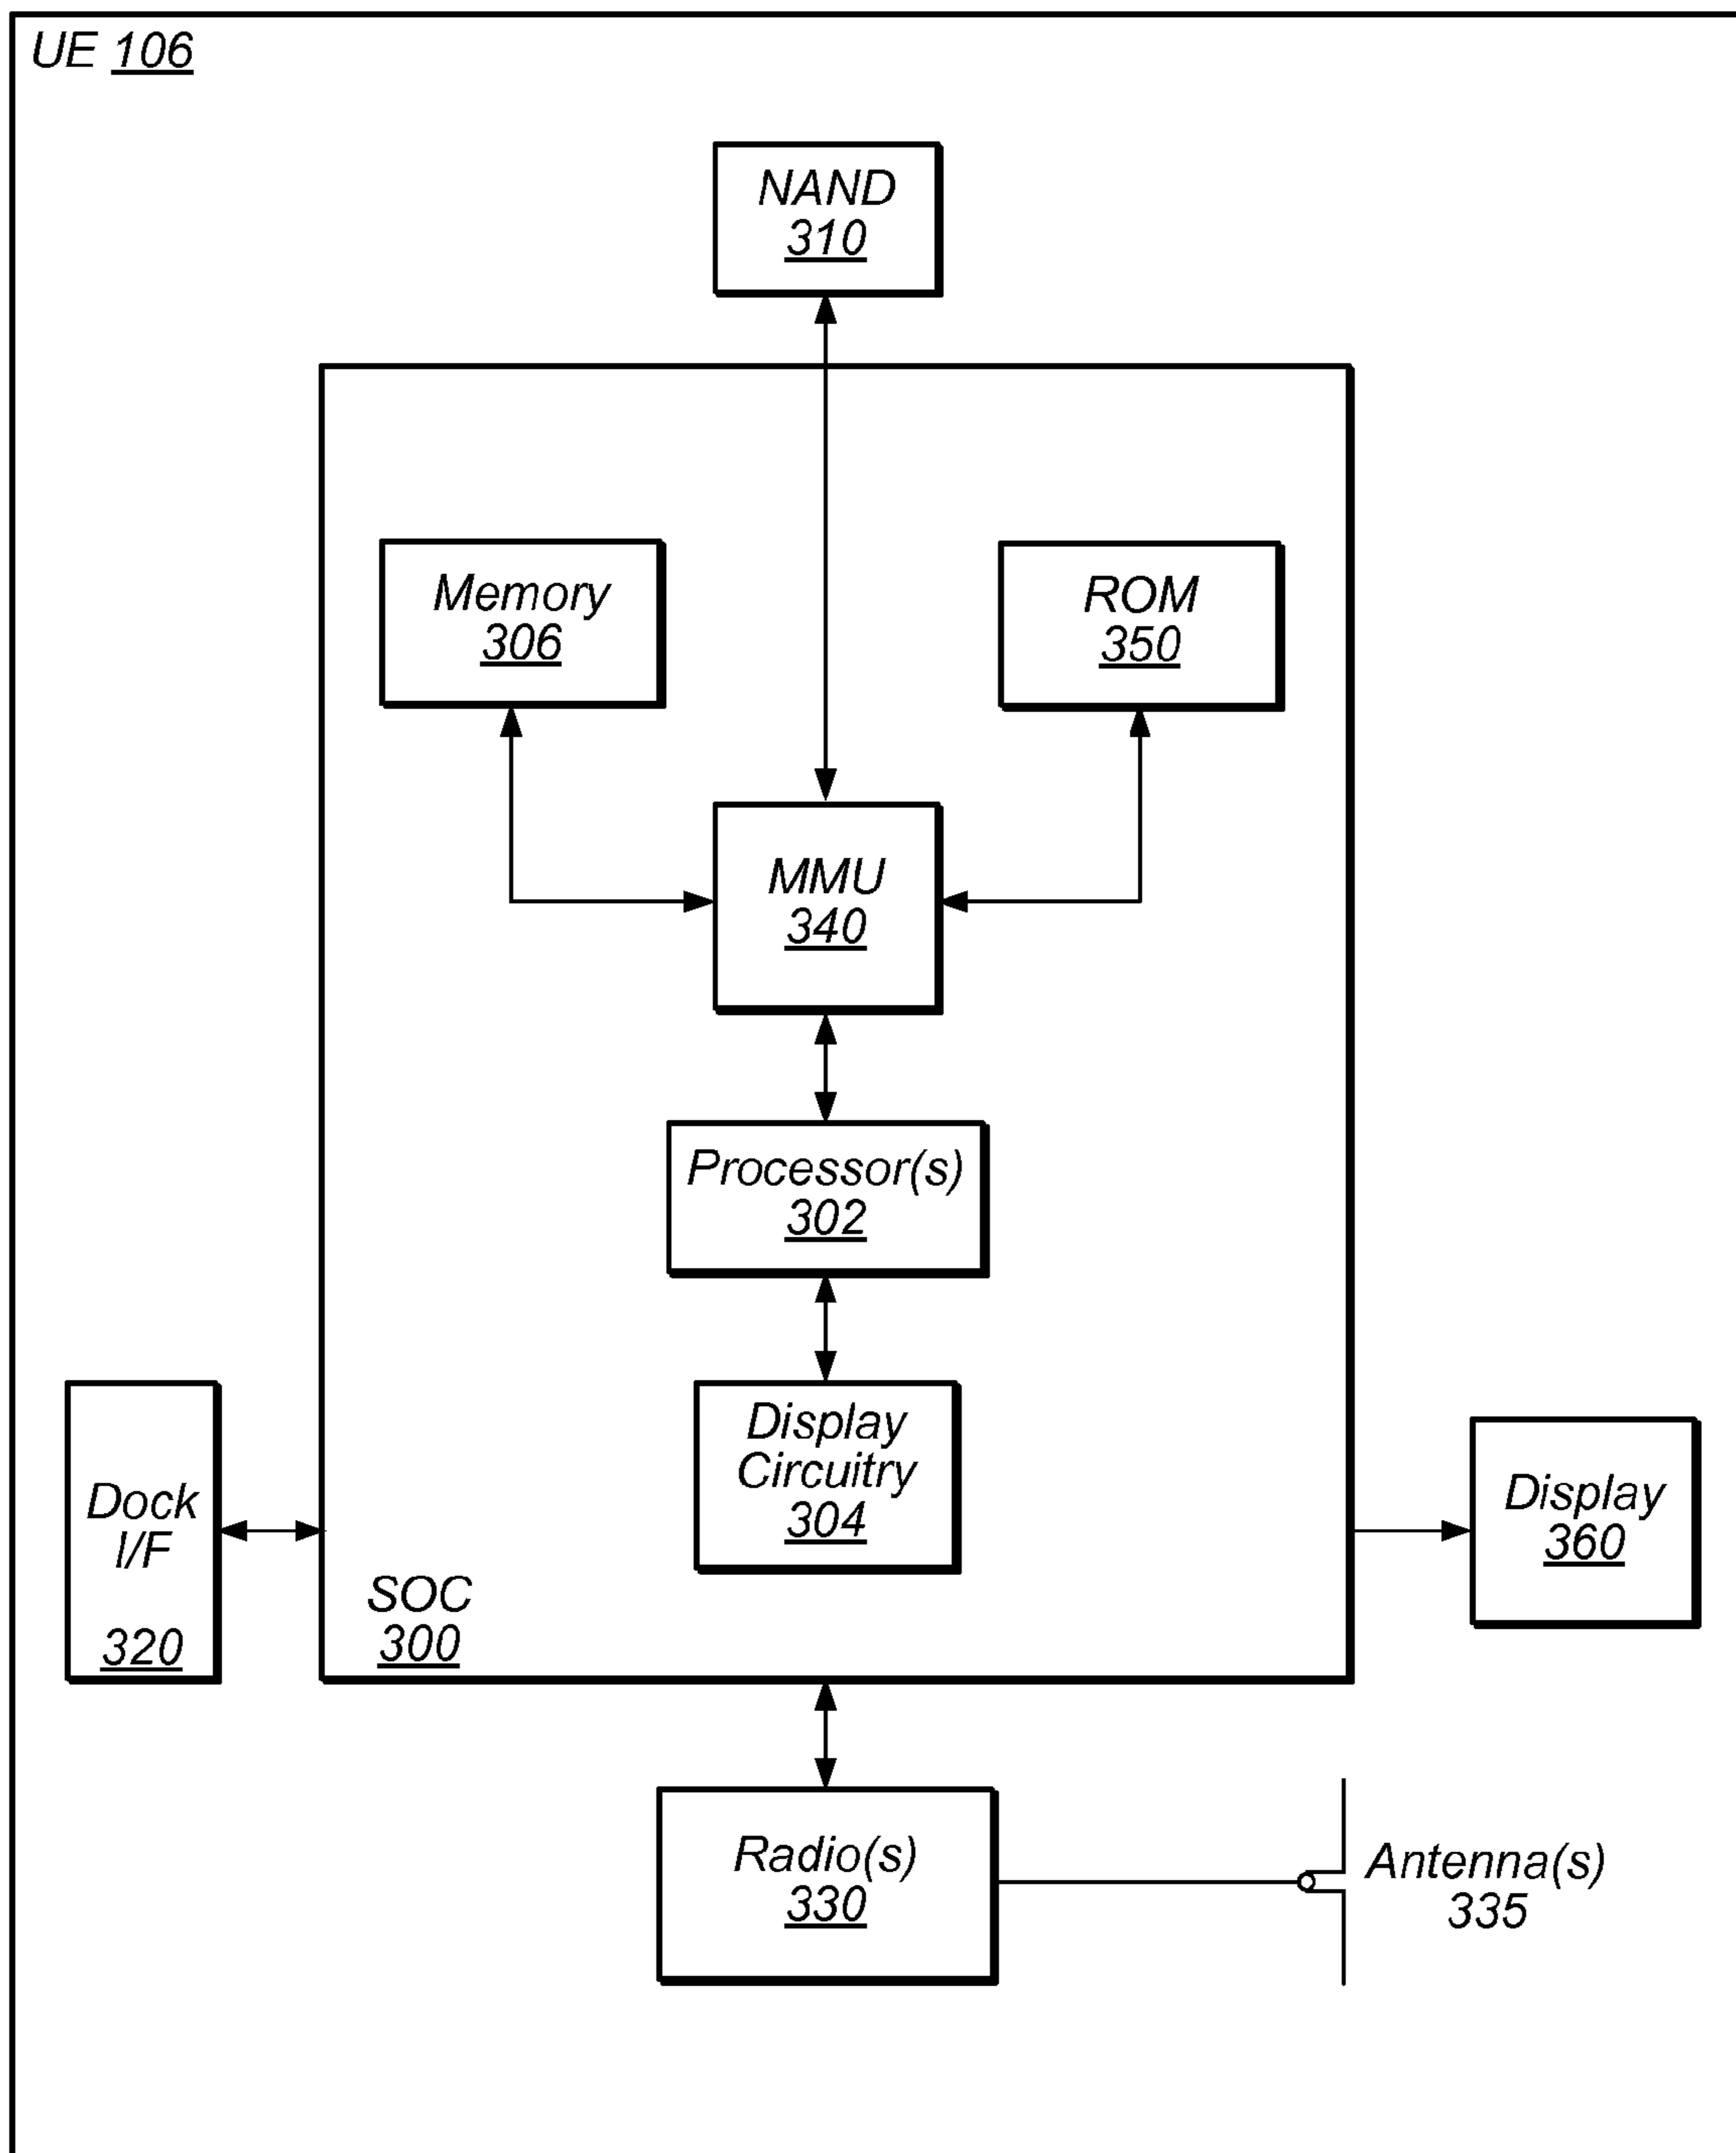 UE 106
NAND
310
Memory
306
ROM
350
MMU
340
Processor(s)
302
Display
Circuitry
304
Dock
I/F
320
SOC
300
Display
360
Radio(s)
330
Antenna(s)
335